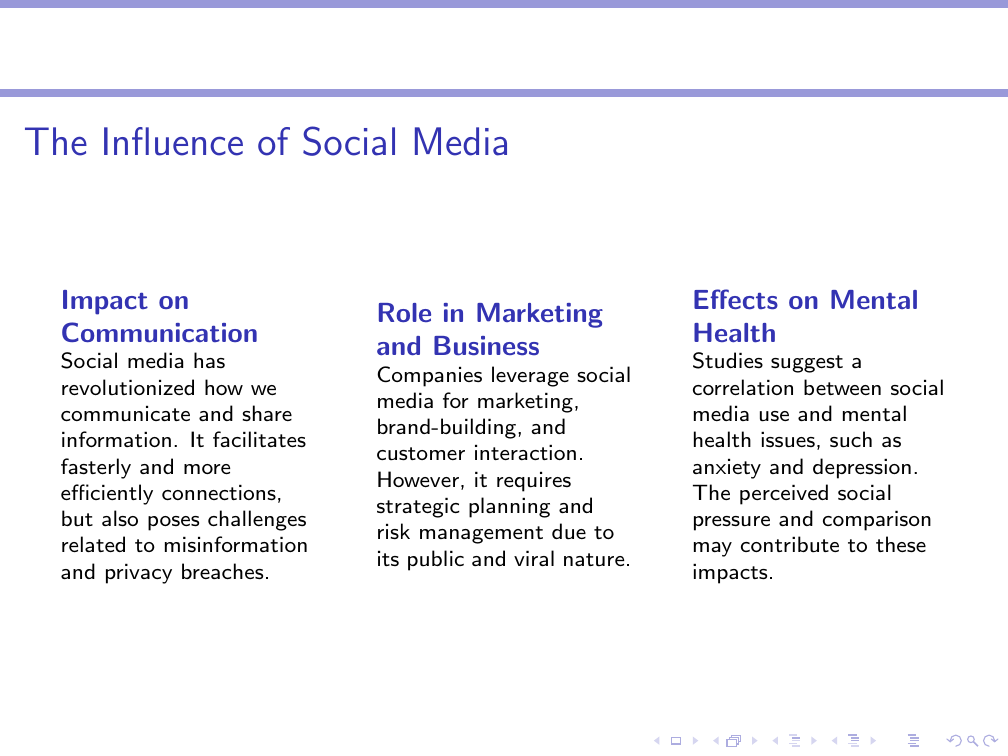 The Influence of Social Media
Impact on
Communication
Social media has
revolutionized how we
communicate and share
information. It facilitates
fasterly and more
efficiently connections,
but also poses challenges
related to misinformation
and privacy breaches.
Role in Marketing
and Business
Companies leverage social
media for marketing,
brand-building, and
customer interaction.
However, it requires
strategic planning and
risk management due to
its public and viral nature.
Effects on Mental
Health
Studies suggest a
correlation between social
media use and mental
health issues, such as
anxiety and depression.
The perceived social
pressure and comparison
may contribute to these
impacts.